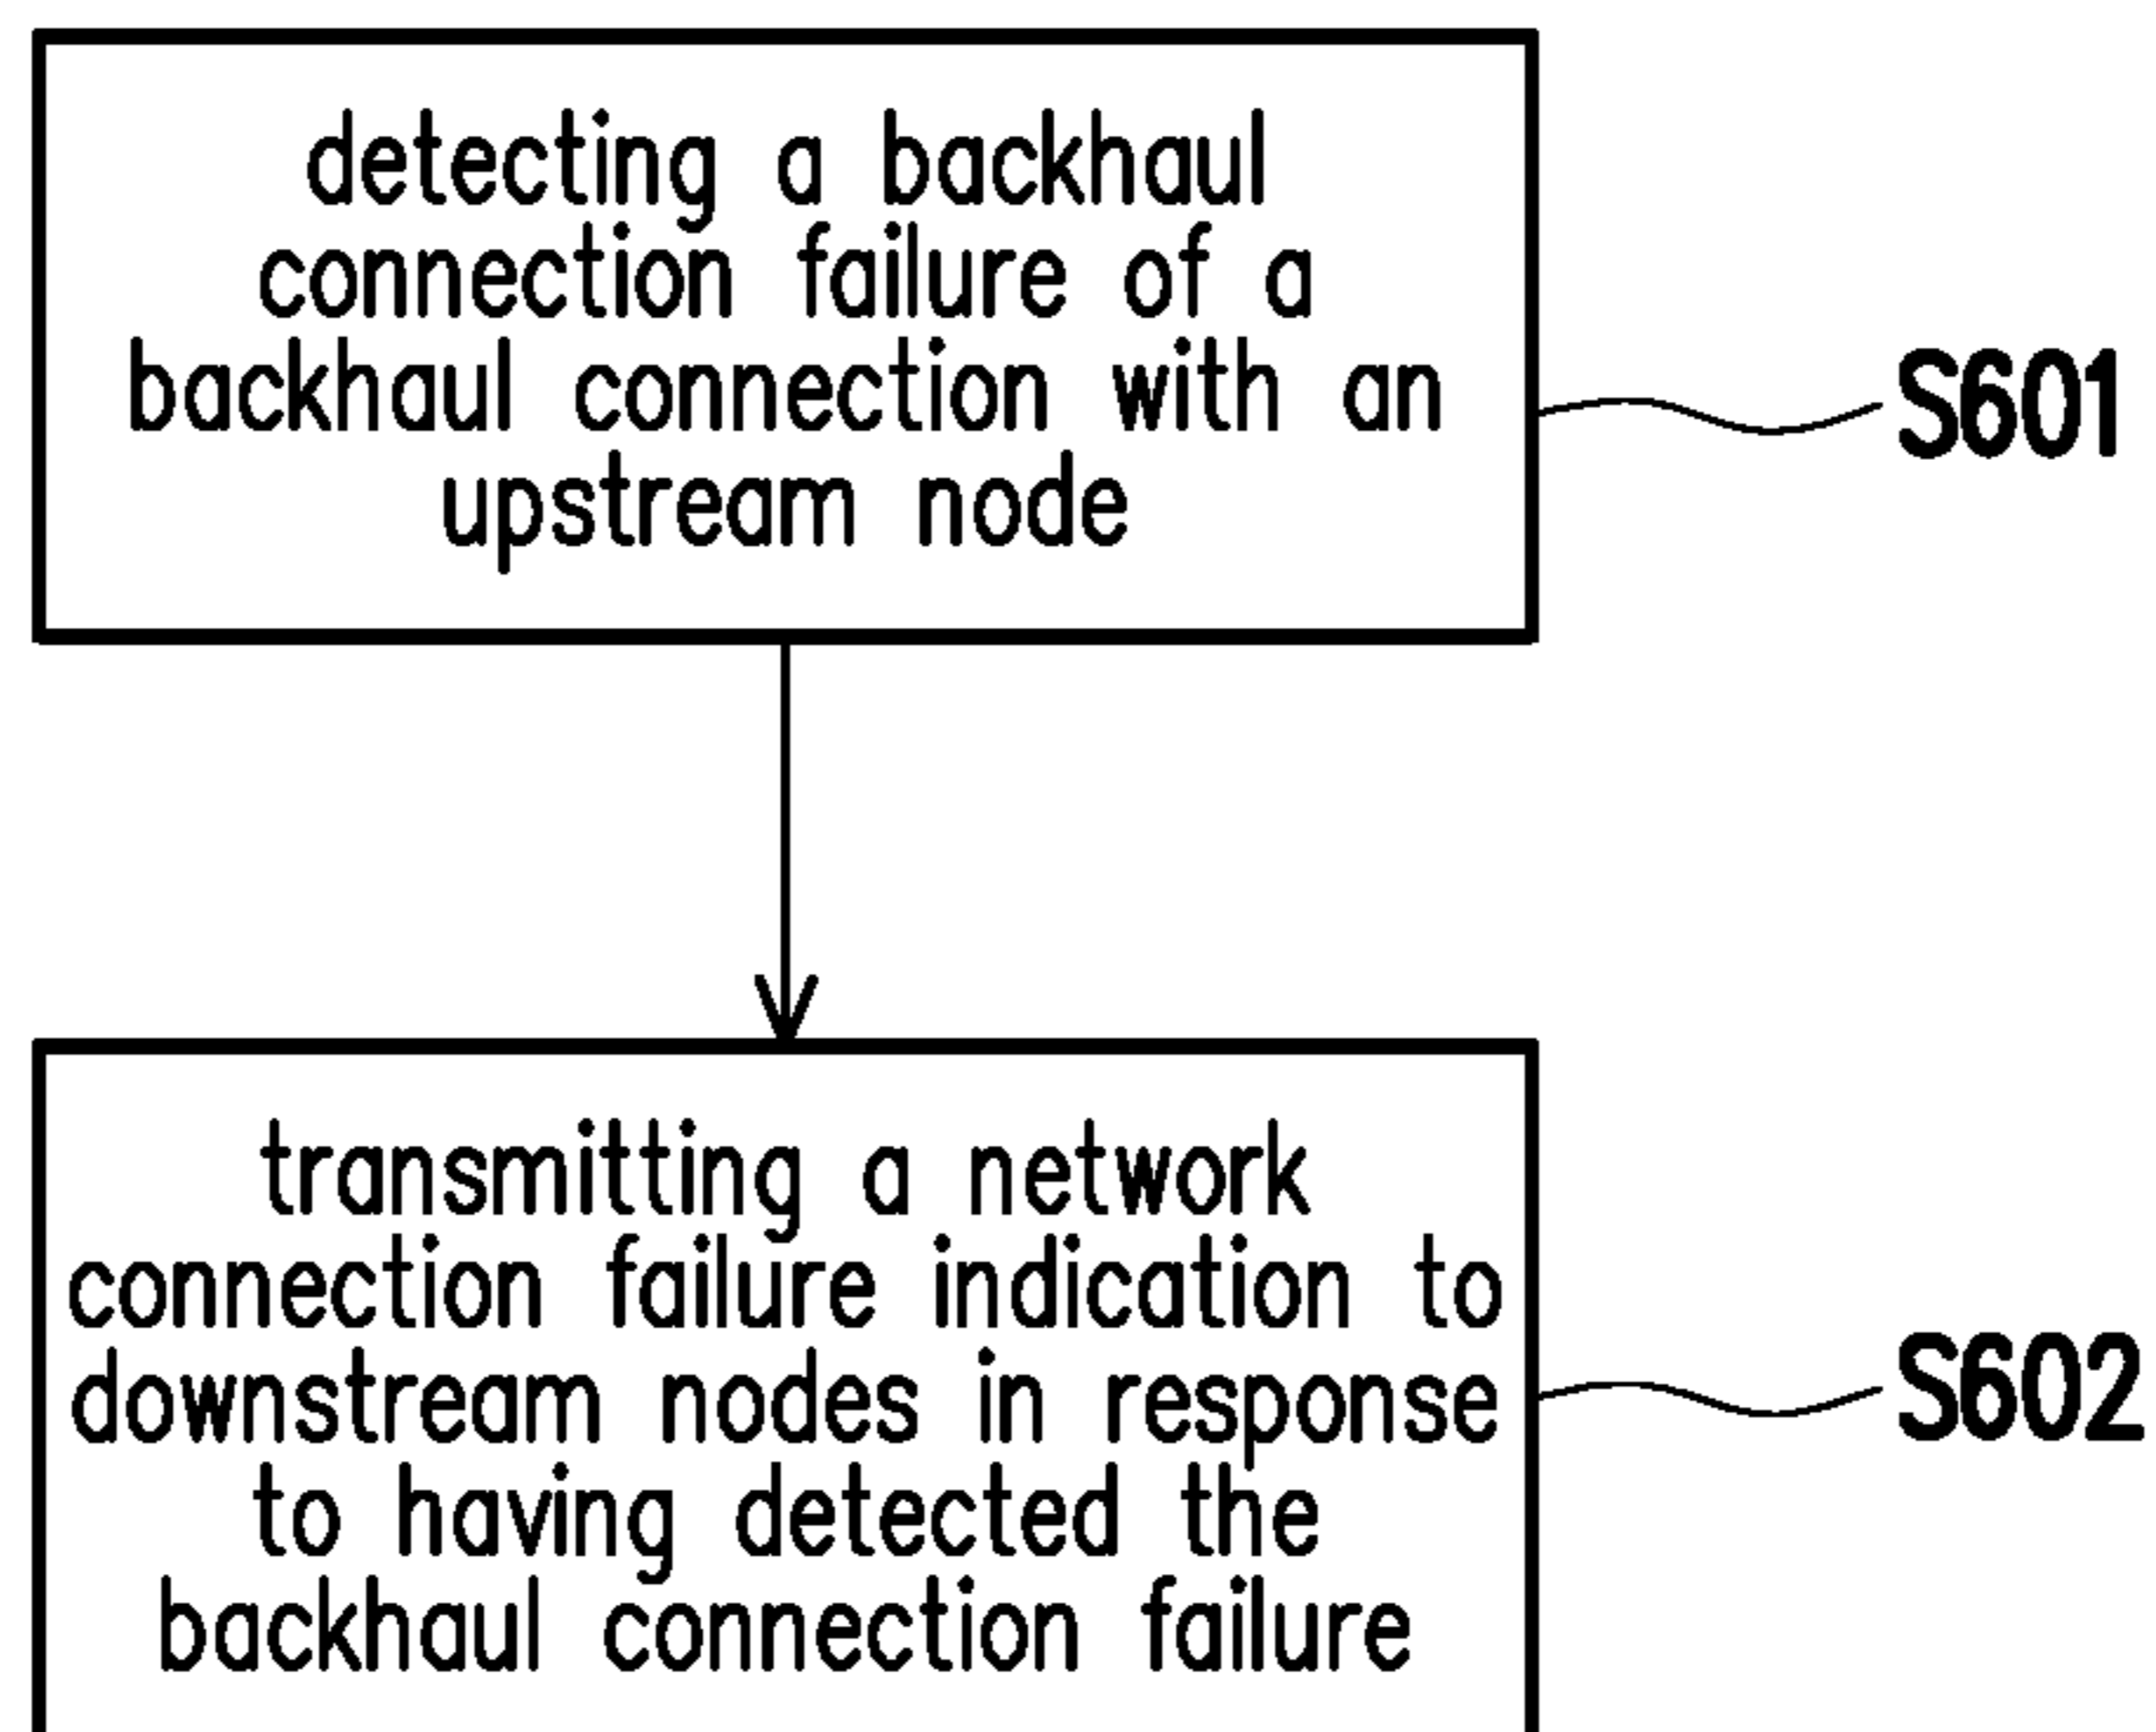 detecting a backhaul
connection failure of a
backhaul connection with an
upstream node
S601
transmitting a network
connection failure indication to
downstream nodes in response
to having detected the
backhaul connection failure
S602